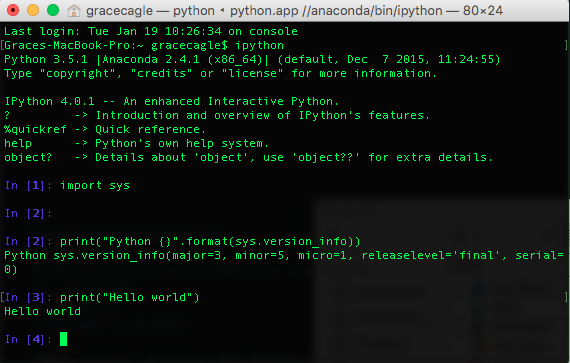 gracecagle — python • python.app //anaconda/bin/ipython — 80×24
Last login: Tue Jan 19 10:26:34 on console
[Graces-MacBook-Pro:~ gracecagle$ ipython ]
Python 3.5.1 |Anaconda 2.4.1 (x86_64)| (default, Dec  7 2015, 11:24:55)
Type "copyright", "credits" or "license" for more information.
IPython 4.0.1 -- An enhanced Interactive Python.
?         -> Introduction and overview of IPython's features.
%quickref -> Quick reference.
help      -> Python's own help system.
object?   -> Details about 'object', use 'object??' for extra details.
In [1]: import sys
In [2]:
In [2]: print("Python {}".format(sys.version_info))
Python sys.version_info(major=3, minor=5, micro=1, releaselevel='final', serial=
0)
[In [3]: print("Hello world") ]
Hello world
In [4]: